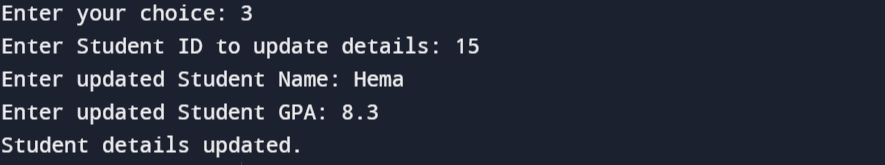 Enter your choice: 3
Enter Student ID to update details: 15
Enter updated Student Name: Hema
Enter updated Student GPA: 8.3
Student details updated.